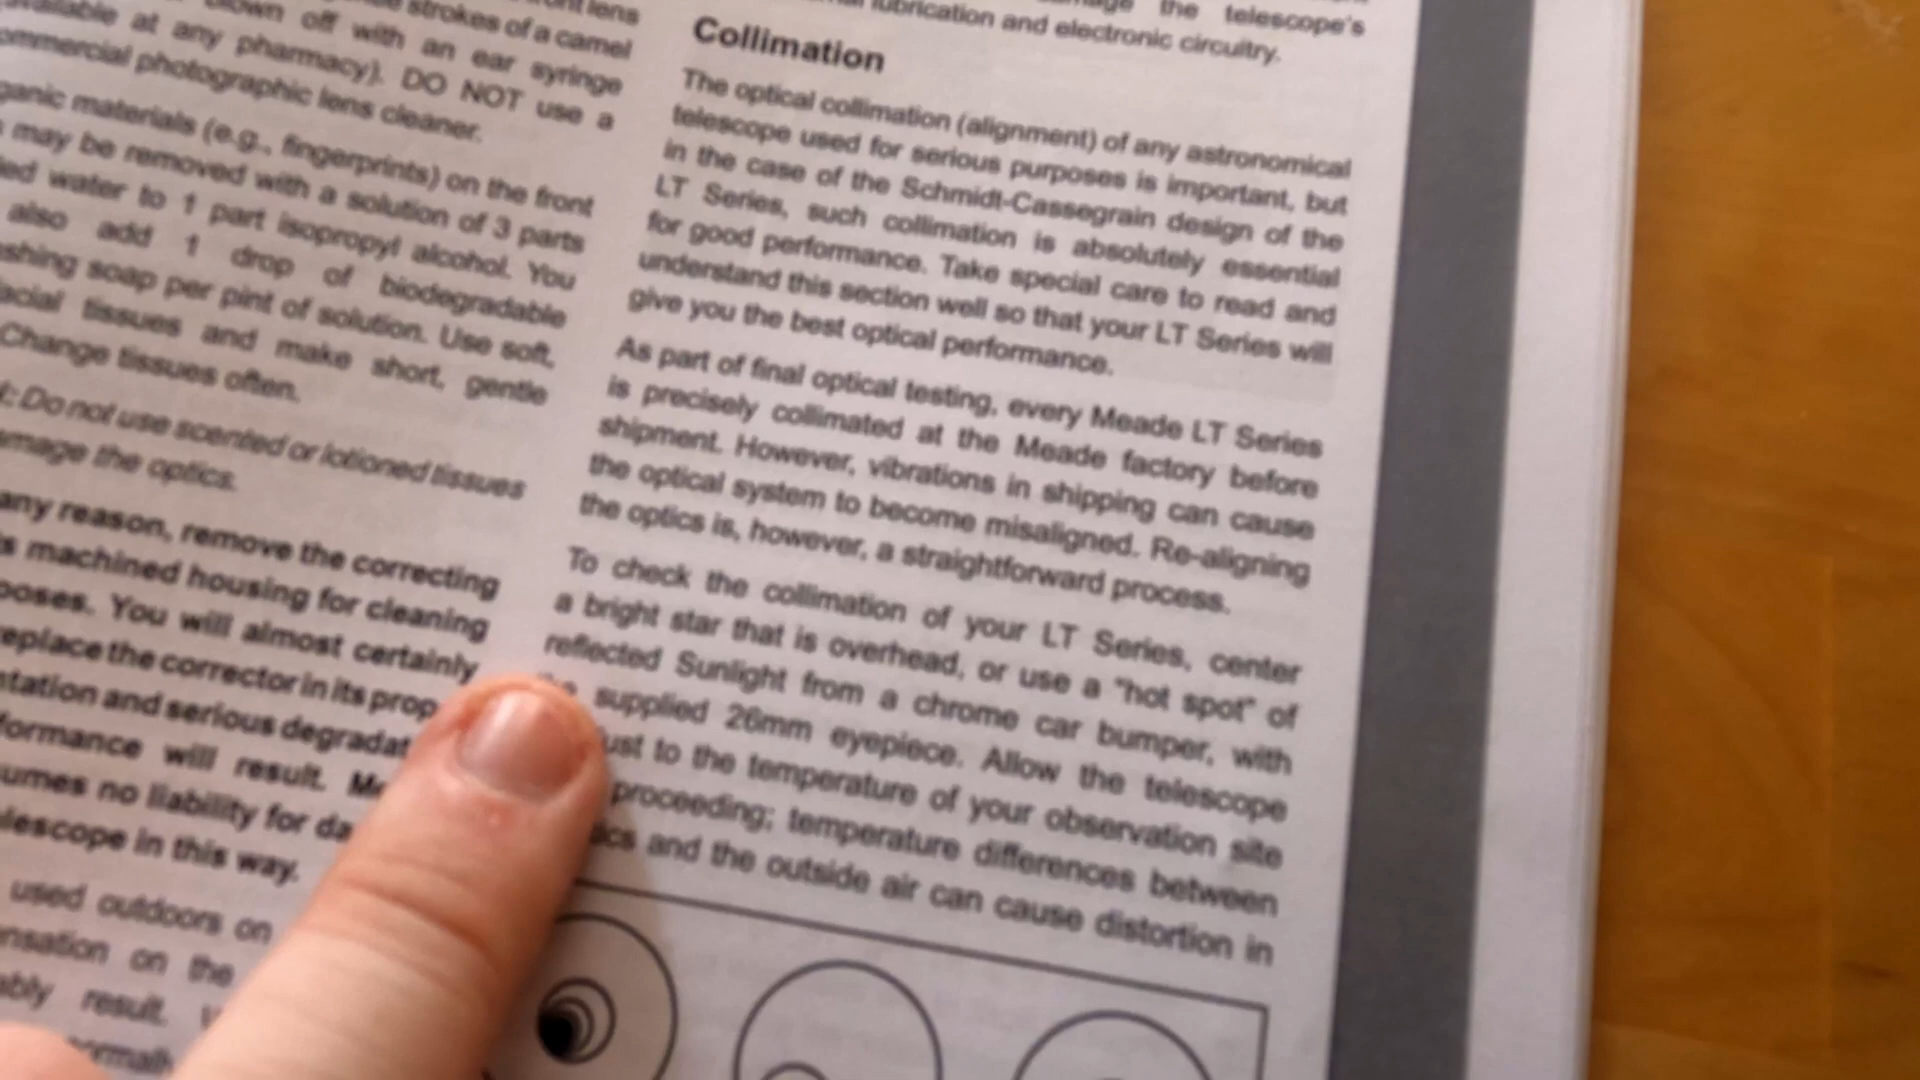 strokes of a camel
blown off with an ear syringe
available at any pharmacy). DO NOT use a
commercial photographic lens cleaner.
materials (e.g., fingerprints) on the front
may be removed with a solution of 3 parts
water to 1 part isopropyl alcohol. You
also add 1 drop of biodegradable
soap per pint of solution. Use soft,
tissues and make short, gentle
Change tissues often.
Do not use scented or lotioned tissues
the optics.
any reason, remove the correcting
machined housing for cleaning
You will almost certainly
replace the corrector in its
and serious
will result.
no liability for
in this way.
used outdoors on
on the
result.
the telescope's
lubrication and electronic circuitry.
Collimation
The optical collimation (alignment) of any astronomical
telescope used for serious purposes is important, but
in the case of the Schmidt-Cassegrain design of the
LT Series, such collimation is absolutely essential
for good performance. Take special care to read and
understand this section well so that your LT Series will
give you the best optical performance.
As part of final optical testing, every Meade LT Series
is precisely collimated at the Meade factory before
shipment. However, vibrations in shipping can cause
the optical system to become misaligned. Re-aligning
the optics is, however, a straightforward process.
To check the collimation of your LT Series, center
a bright star that is overhead, or use a "hot spot" of
reflected Sunlight from a chrome car bumper, with
supplied 26mm eyepiece. Allow the telescope
to the temperature of your observation site
proceeding; temperature differences between
and the outside air can cause distortion in